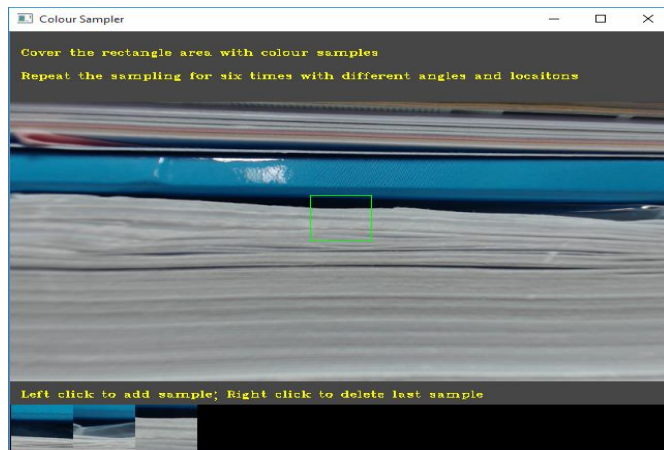 Colour Sampler
Cover the rectangle area with colour samples
Repeat the sampling for six times with different angles and locaitons
Left click to add sample; Right click to delete last sample